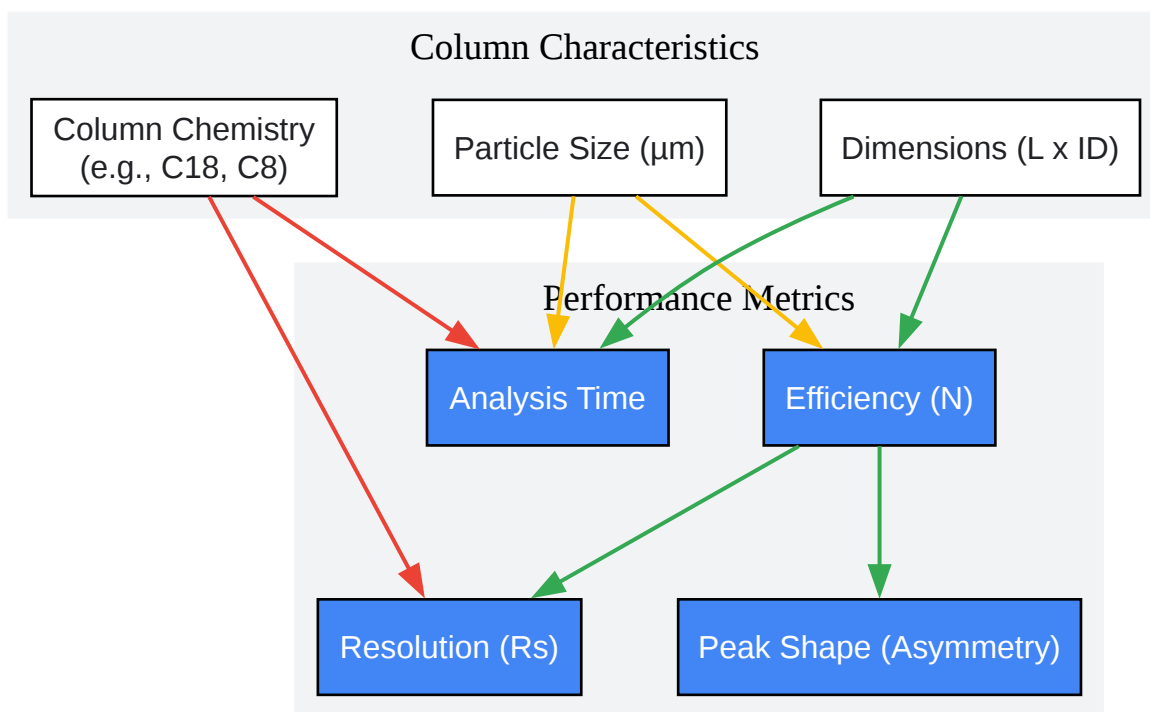 Column Characteristics
Column Chemistry
(e.g., C18, C8)
Particle Size (µm)
Dimensions (L x ID)
Performance Metrics
Analysis Time
Efficiency (N)
Resolution (Rs)
Peak Shape (Asymmetry)